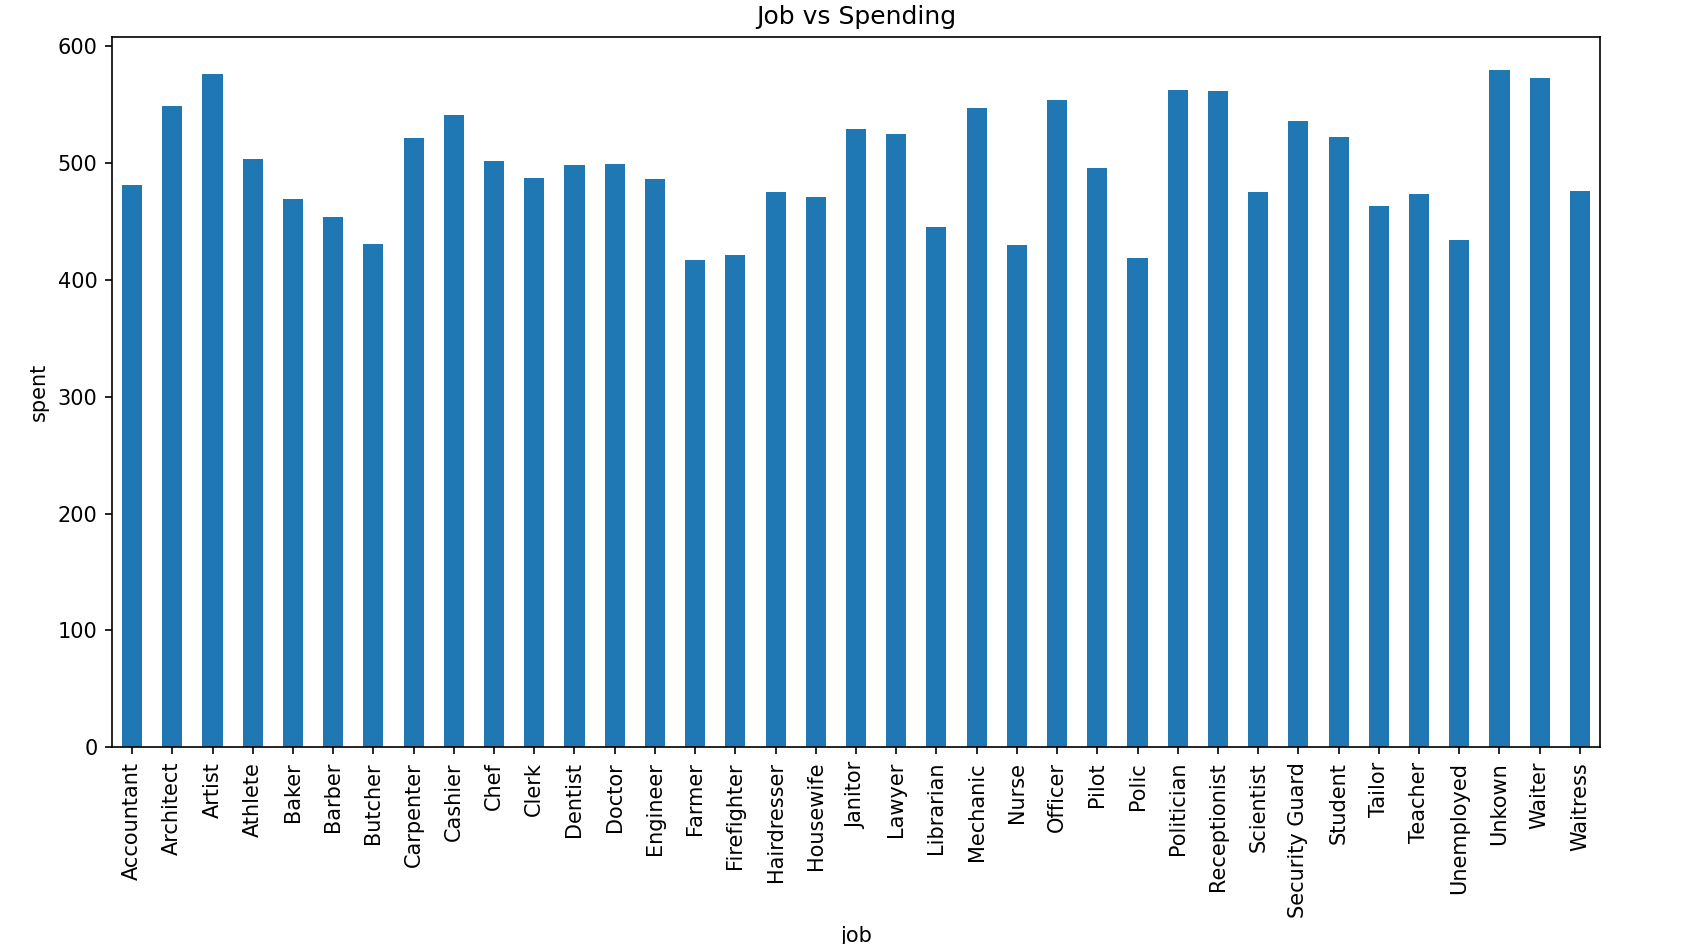 Job vs Spending
600
500
400
300
200
100
0
spent
Accountant
Architect
Artist
Athlete
Baker
Barber
Butcher
Carpenter
Cashier
Chef
Clerk
Dentist
Doctor
Engineer
Farmer
Firefighter
Hairdresser
Housewife
Janitor
Lawyer
Librarian
Mechanic
Nurse
Officer
Pilot
Polic
Politician
Receptionist
Scientist
Security Guard
Student
Tailor
Teacher
Unemployed
Unkown
Waiter
Waitress
job